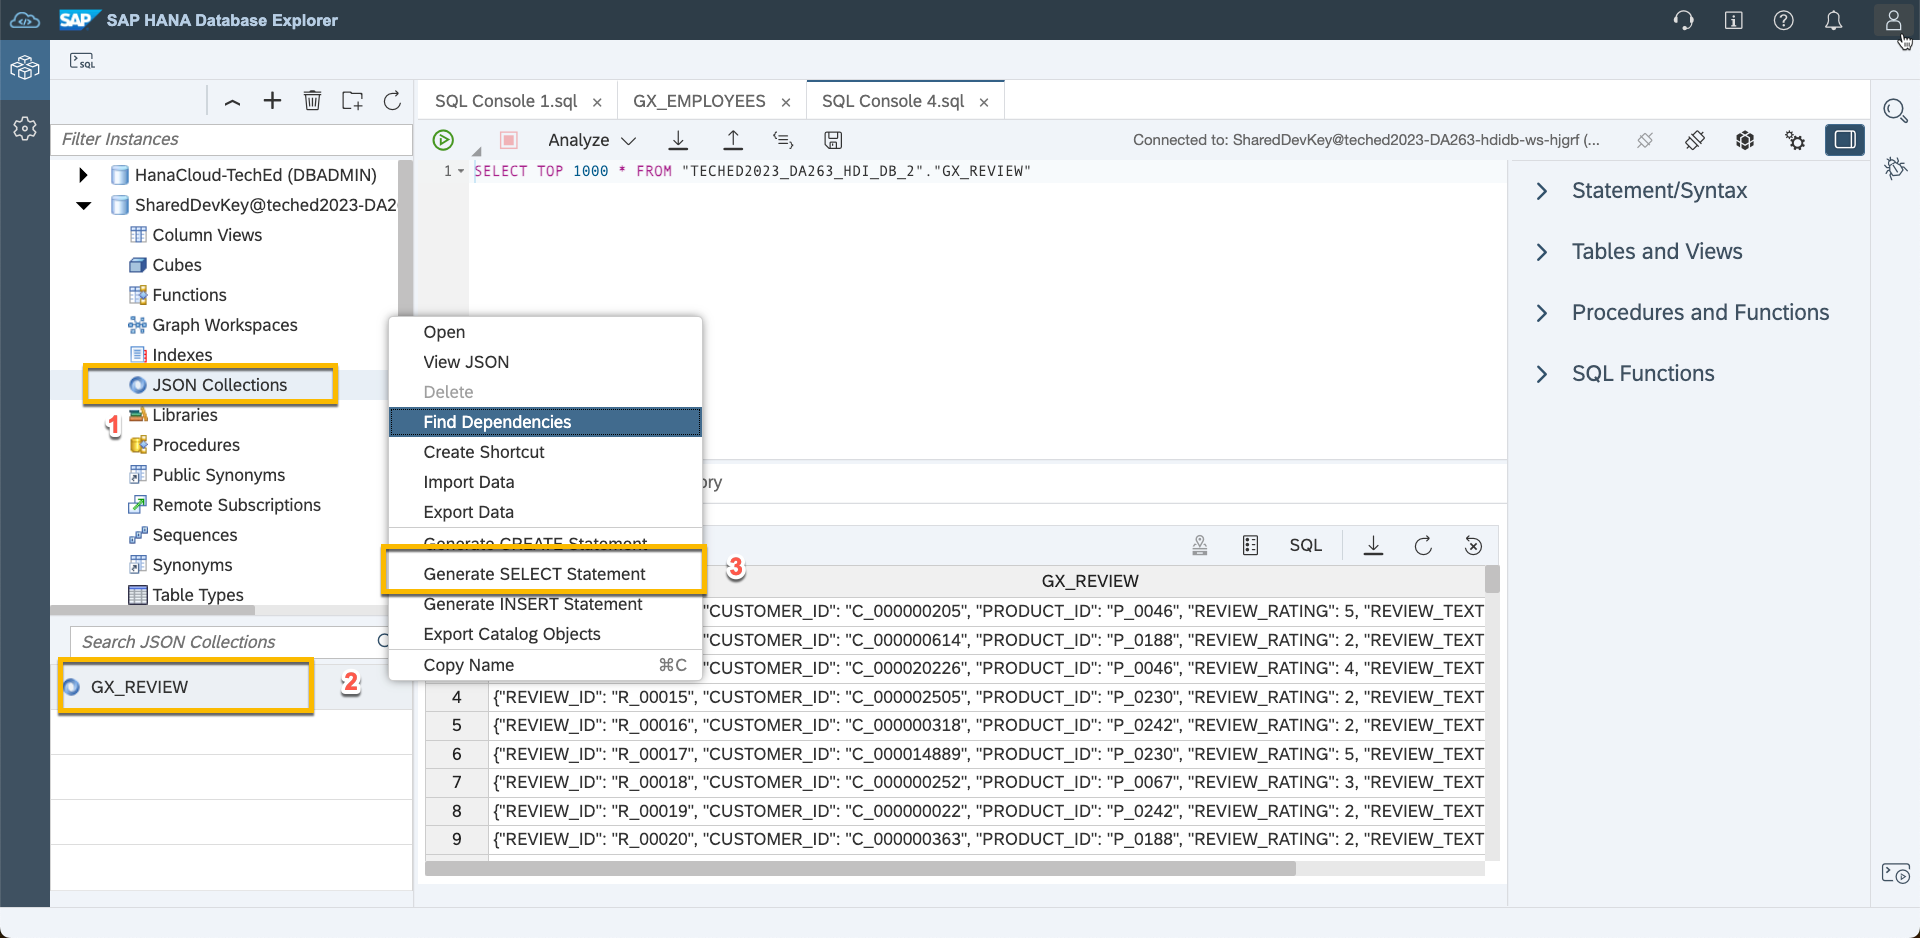 SAP SAP HANA Database Explorer
SQL
Filter Instances
HanaCloud-TechEd (DBADMIN)
SharedDevKey@teched2023-DA2
Column Views
Cubes
Functions
Graph Workspaces
Indexes
JSON Collections
1
Libraries
Procedures
Public Synonyms
Remote Subscriptions
Sequences
Synonyms
Table Types
Search JSON Collections
GX_REVIEW
2
SQL Console 1.sql
GX_EMPLOYEES
SQL Console 4.sql
Analyze
Connected to: SharedDevKey@teched2023-DA263-hdidb-ws-hjgrf (...
1 SELECT TOP 1000 * FROM "TECHED2023_DA263_HDI_DB_2"."GX_REVIEW"
Open
View JSON
Delete
Find Dependencies
Create Shortcut
Import Data
Export Data
Generate CREATE Statement
Generate SELECT Statement
3
Generate INSERT Statement
Export Catalog Objects
Copy Name ⌘C
ory
SQL
GX_REVIEW
"CUSTOMER_ID": "C_000000205", "PRODUCT_ID": "P_0046", "REVIEW_RATING": 5, "REVIEW_TEXT
"CUSTOMER_ID": "C_000000614", "PRODUCT_ID": "P_0188", "REVIEW_RATING": 2, "REVIEW_TEXT
"CUSTOMER_ID": "C_000020226", "PRODUCT_ID": "P_0046", "REVIEW_RATING": 4, "REVIEW_TEXT
4 {"REVIEW_ID": "R_00015", "CUSTOMER_ID": "C_000002505", "PRODUCT_ID": "P_0230", "REVIEW_RATING": 2, "REVIEW_TEXT
5 {"REVIEW_ID": "R_00016", "CUSTOMER_ID": "C_000000318", "PRODUCT_ID": "P_0242", "REVIEW_RATING": 2, "REVIEW_TEXT
6 {"REVIEW_ID": "R_00017", "CUSTOMER_ID": "C_000014889", "PRODUCT_ID": "P_0230", "REVIEW_RATING": 5, "REVIEW_TEXT
7 {"REVIEW_ID": "R_00018", "CUSTOMER_ID": "C_000000252", "PRODUCT_ID": "P_0067", "REVIEW_RATING": 3, "REVIEW_TEXT
8 {"REVIEW_ID": "R_00019", "CUSTOMER_ID": "C_000000022", "PRODUCT_ID": "P_0242", "REVIEW_RATING": 2, "REVIEW_TEXT
9 {"REVIEW_ID": "R_00020", "CUSTOMER_ID": "C_000000363", "PRODUCT_ID": "P_0188", "REVIEW_RATING": 2, "REVIEW_TEXT
Statement/Syntax
Tables and Views
Procedures and Functions
SQL Functions